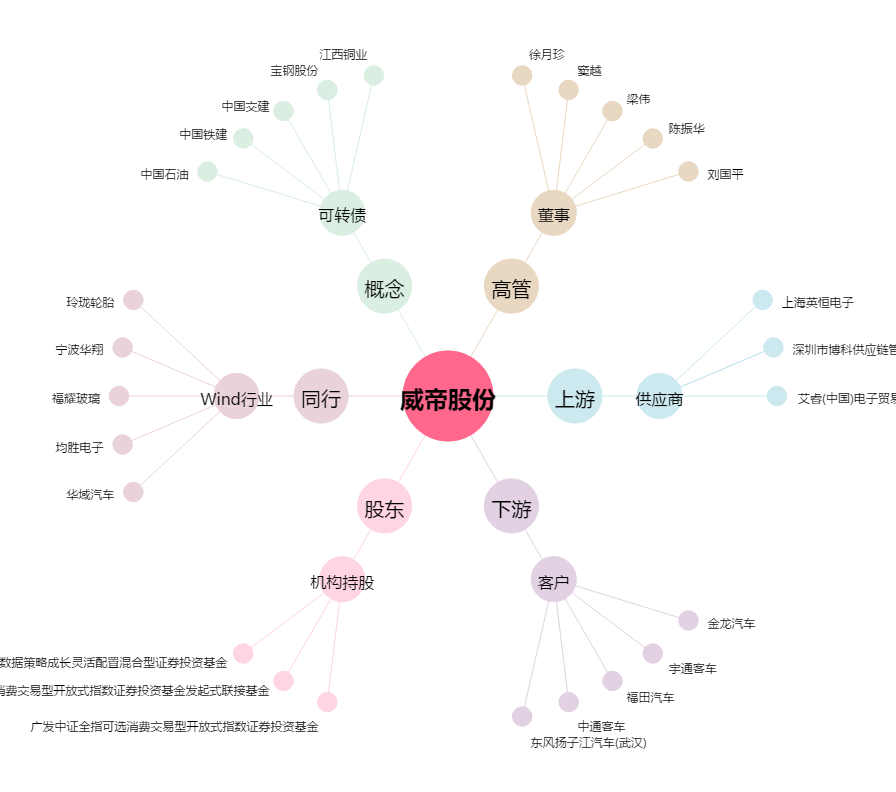 江西铜业
宝钢股份
中国交建
中国铁建
中国石油
可转债
概念
徐月珍
窦越
梁伟
陈振华
刘国平
董事
高管
玲珑轮胎
宁波华翔
福耀玻璃
均胜电子
华域汽车
Wind行业
同行
威帝股份
上游
供应商
上海英恒电子
深圳市博科供应链管
艾睿(中国)电子贸易
股东
机构持股
数据策略成长灵活配置混合型证券投资基金
消费交易型开放式指数证券投资基金发起式联接基金
广发中证全指可选消费交易型开放式指数证券投资基金
下游
客户
金龙汽车
宇通客车
福田汽车
中通客车
东风扬子江汽车(武汉)